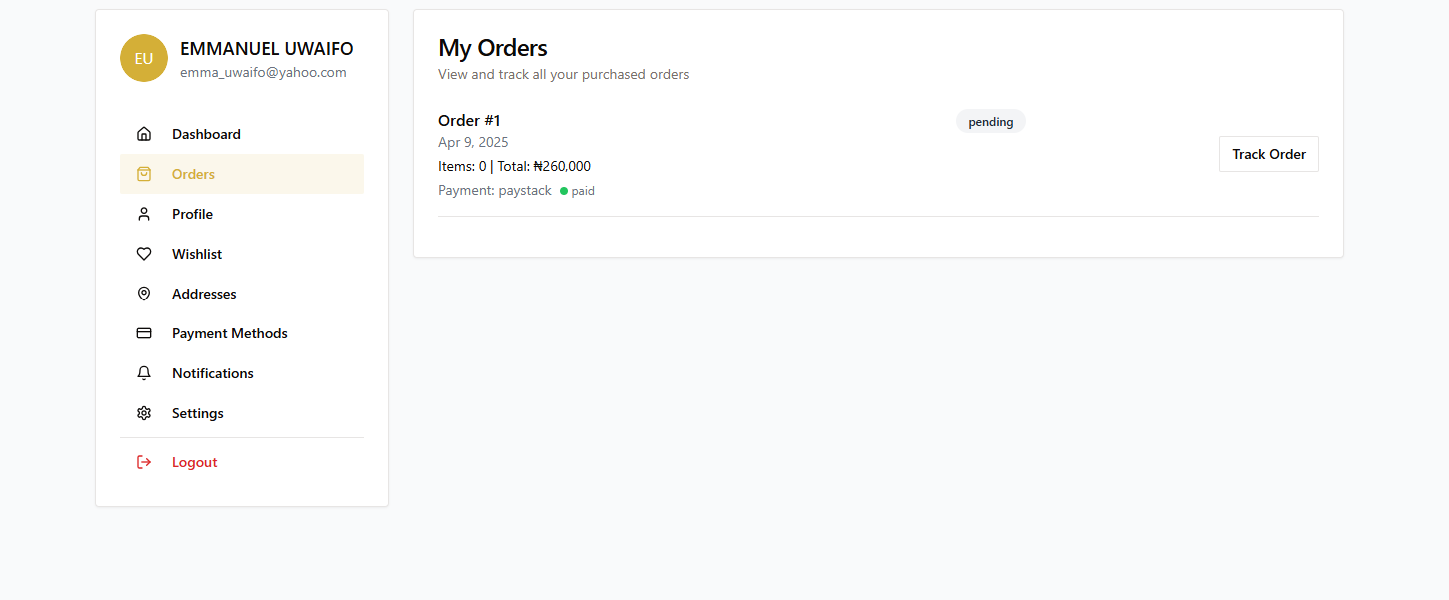 EU
EMMANUEL UWAIFO
emma_uwaifo@yahoo.com
Dashboard
Orders
Profile
Wishlist
Addresses
Payment Methods
Notifications
Settings
Logout
My Orders
View and track all your purchased orders
Order #1
pending
Apr 9, 2025
Items: 0 | Total: ₦260,000
Payment: paystack paid
Track Order